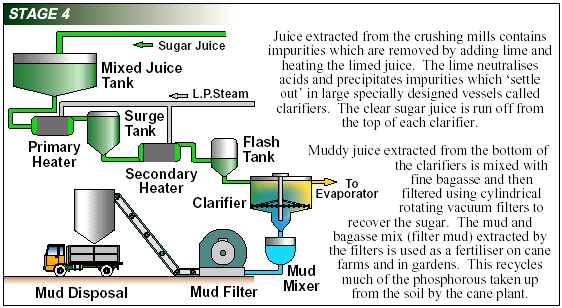 STAGE 4
Sugar Juice
Mixed Juice
Tank
L.P.Steam
Surge
Tank
Primary
Heater
Secondary
Heater
Flash
Tank
Clarifier
To
Evaporator
Mud
Mixer
Mud Filter
Mud Disposal
Juice extracted from the crushing mills contains
impurities which are removed by adding lime and
heating the limed juice. The lime neutralises
acids and precipitates impurities which 'settle
out' in large specially designed vessels called
clarifiers. The clear sugar juice is run off from
the top of each clarifier.
Muddy juice extracted from the bottom of
the clarifiers is mixed with
fine bagasse and then
filtered using cylindrical
rotating vacuum filters to
recover the sugar. The mud and
bagasse mix (filter mud) extracted by
the filters is used as a fertiliser on cane
farms and in gardens. This recycles
much of the phosphorous taken up
from the soil by the cane plant.